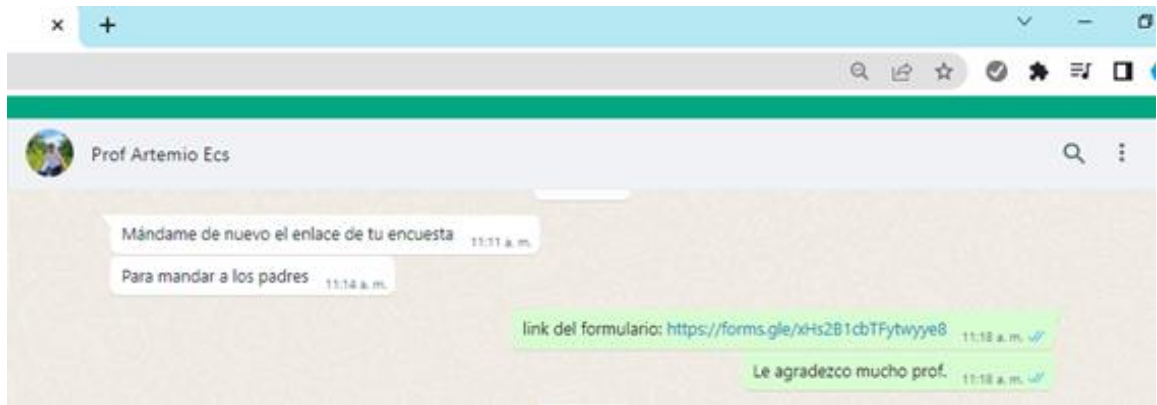 Prof Artemio Ecs
Mándame de nuevo el enlace de tu encuesta 11:11 a. m.
Para mandar a los padres 11:14 a. m.
link del formulario: https://forms.gle/xHs2B1cbTFytwyye8 11:18 a. m.
Le agradezco mucho prof. 11:18 a. m.